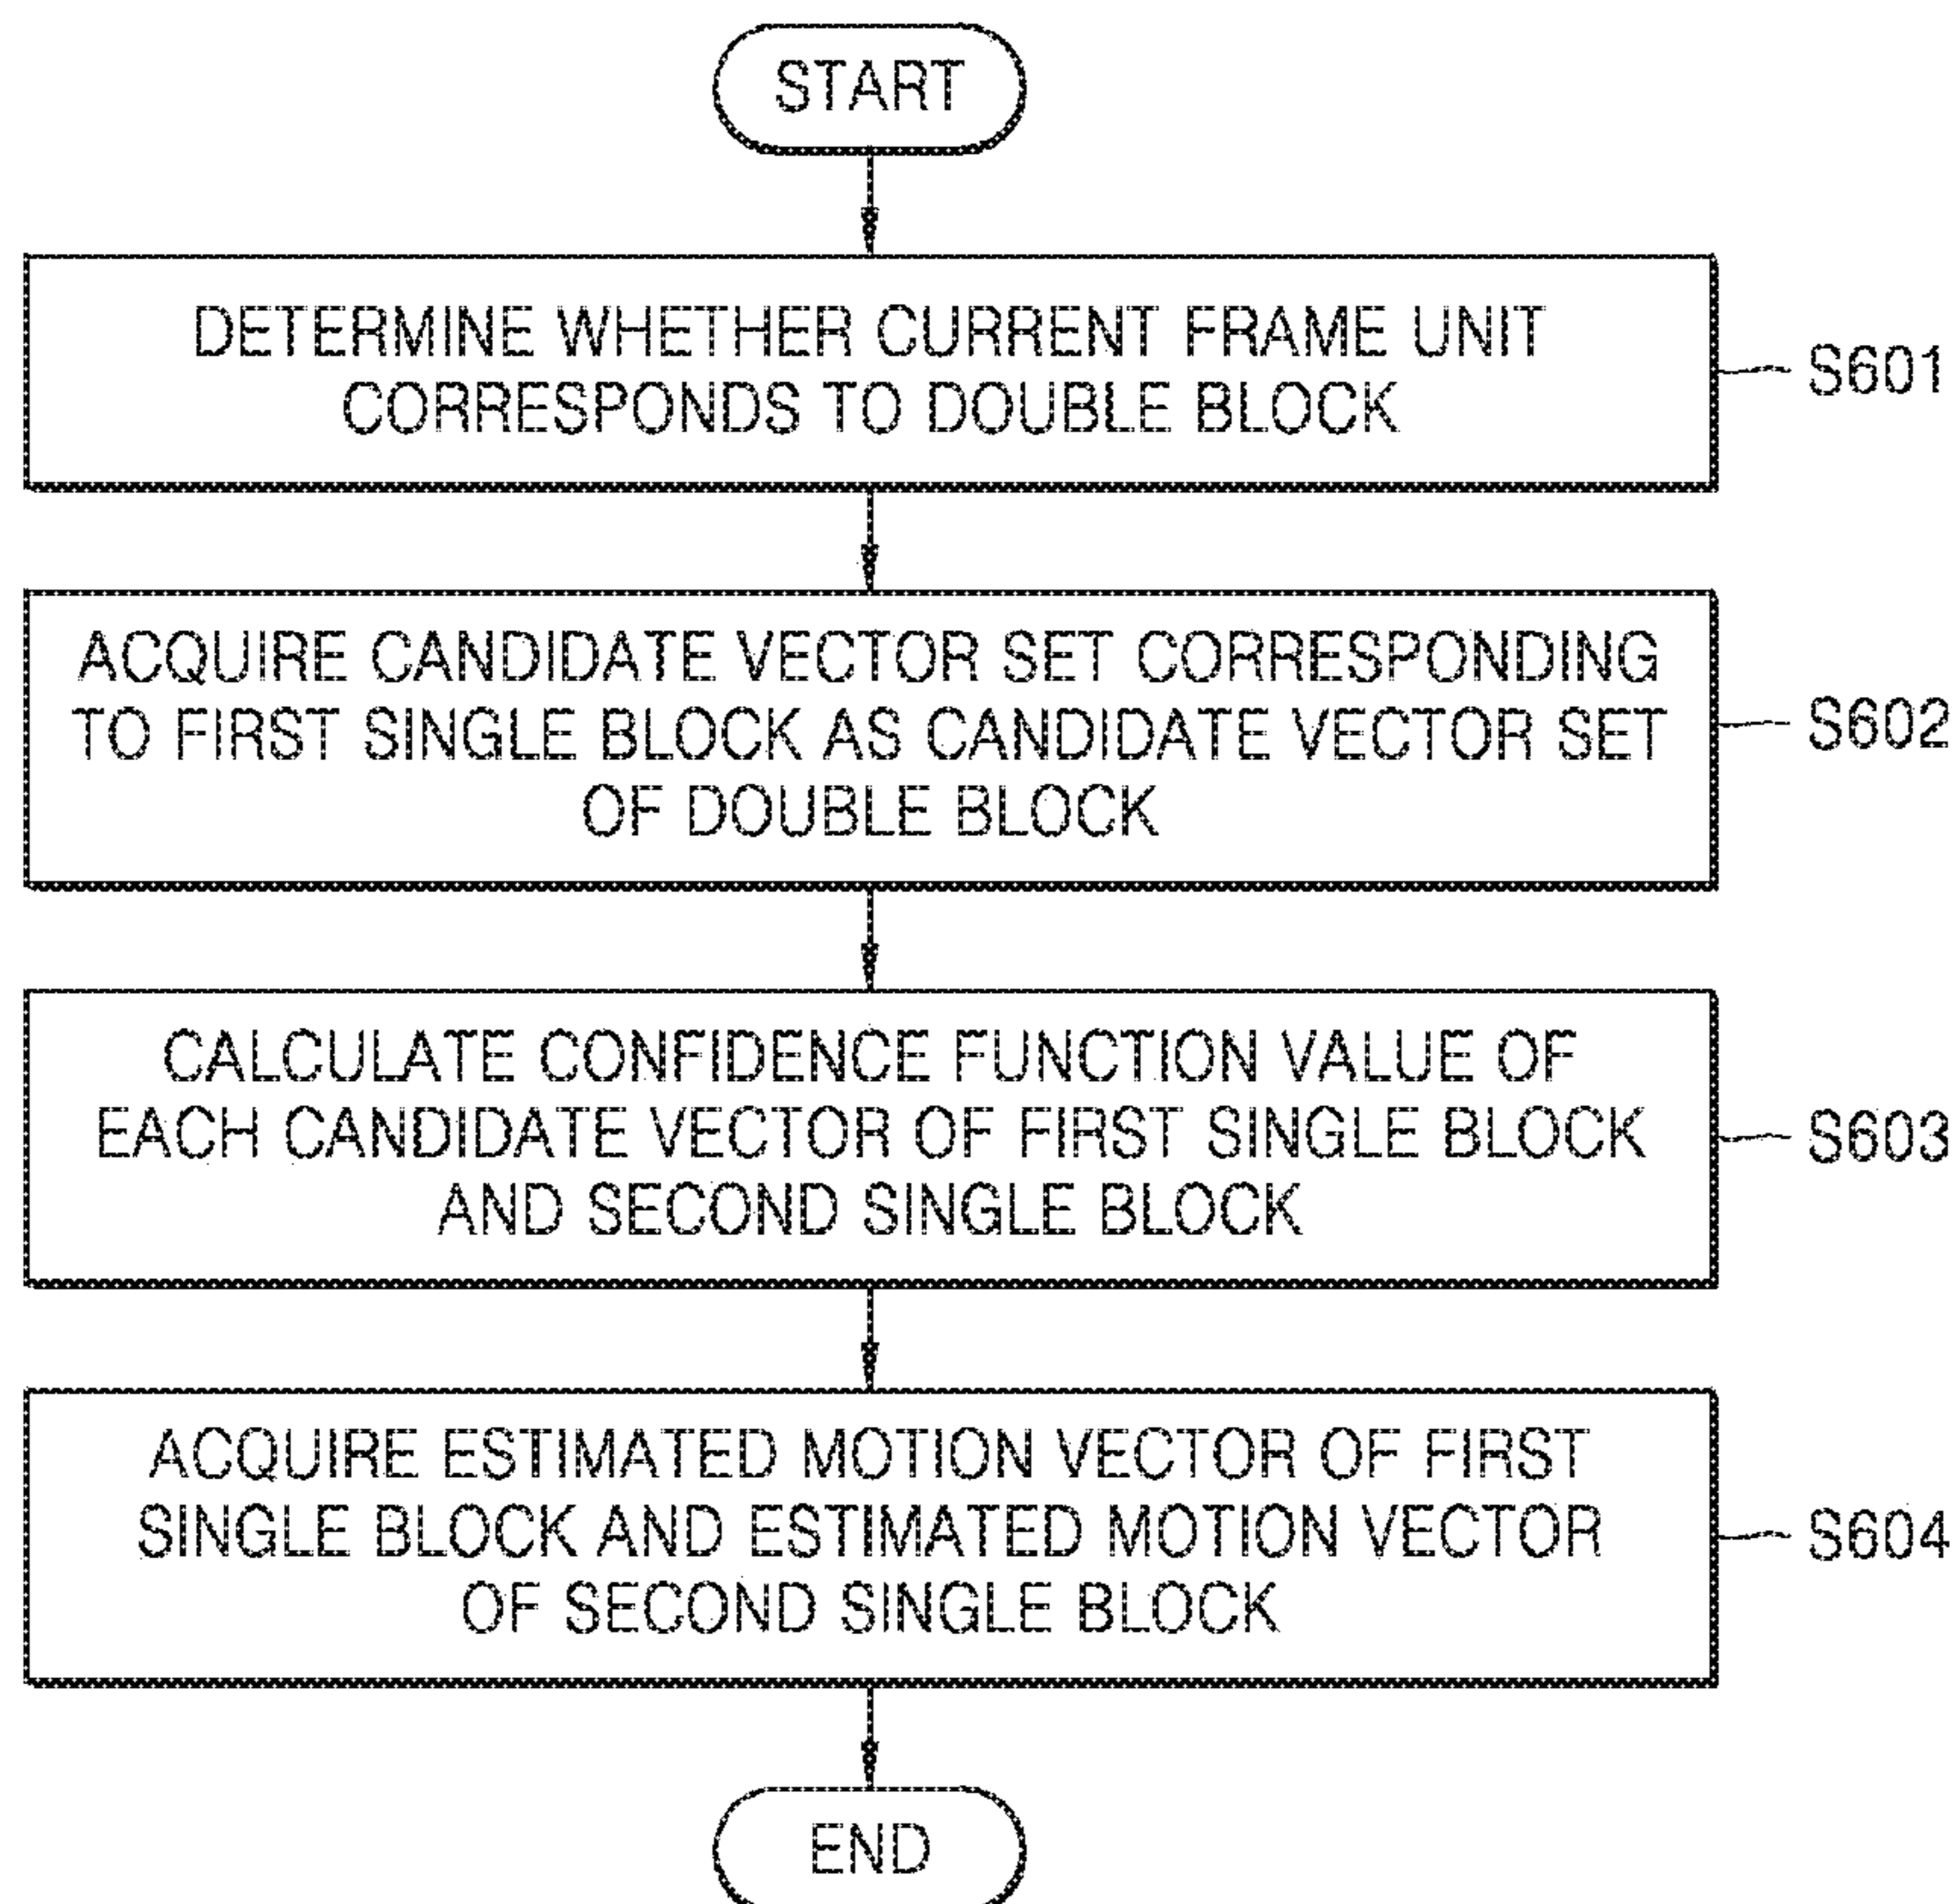 START
DETERMINE WHETHER CURRENT FRAME UNIT
CORRESPONDS TO DOUBLE BLOCK
S601
ACQUIRE CANDIDATE VECTOR SET CORRESPONDING
TO FIRST SINGLE BLOCK AS CANDIDATE VECTOR SET
OF DOUBLE BLOCK
S602
CALCULATE CONFIDENCE FUNCTION VALUE OF
EACH CANDIDATE VECTOR OF FIRST SINGLE BLOCK
AND SECOND SINGLE BLOCK
S603
ACQUIRE ESTIMATED MOTION VECTOR OF FIRST
SINGLE BLOCK AND ESTIMATED MOTION VECTOR
OF SECOND SINGLE BLOCK
S604
END